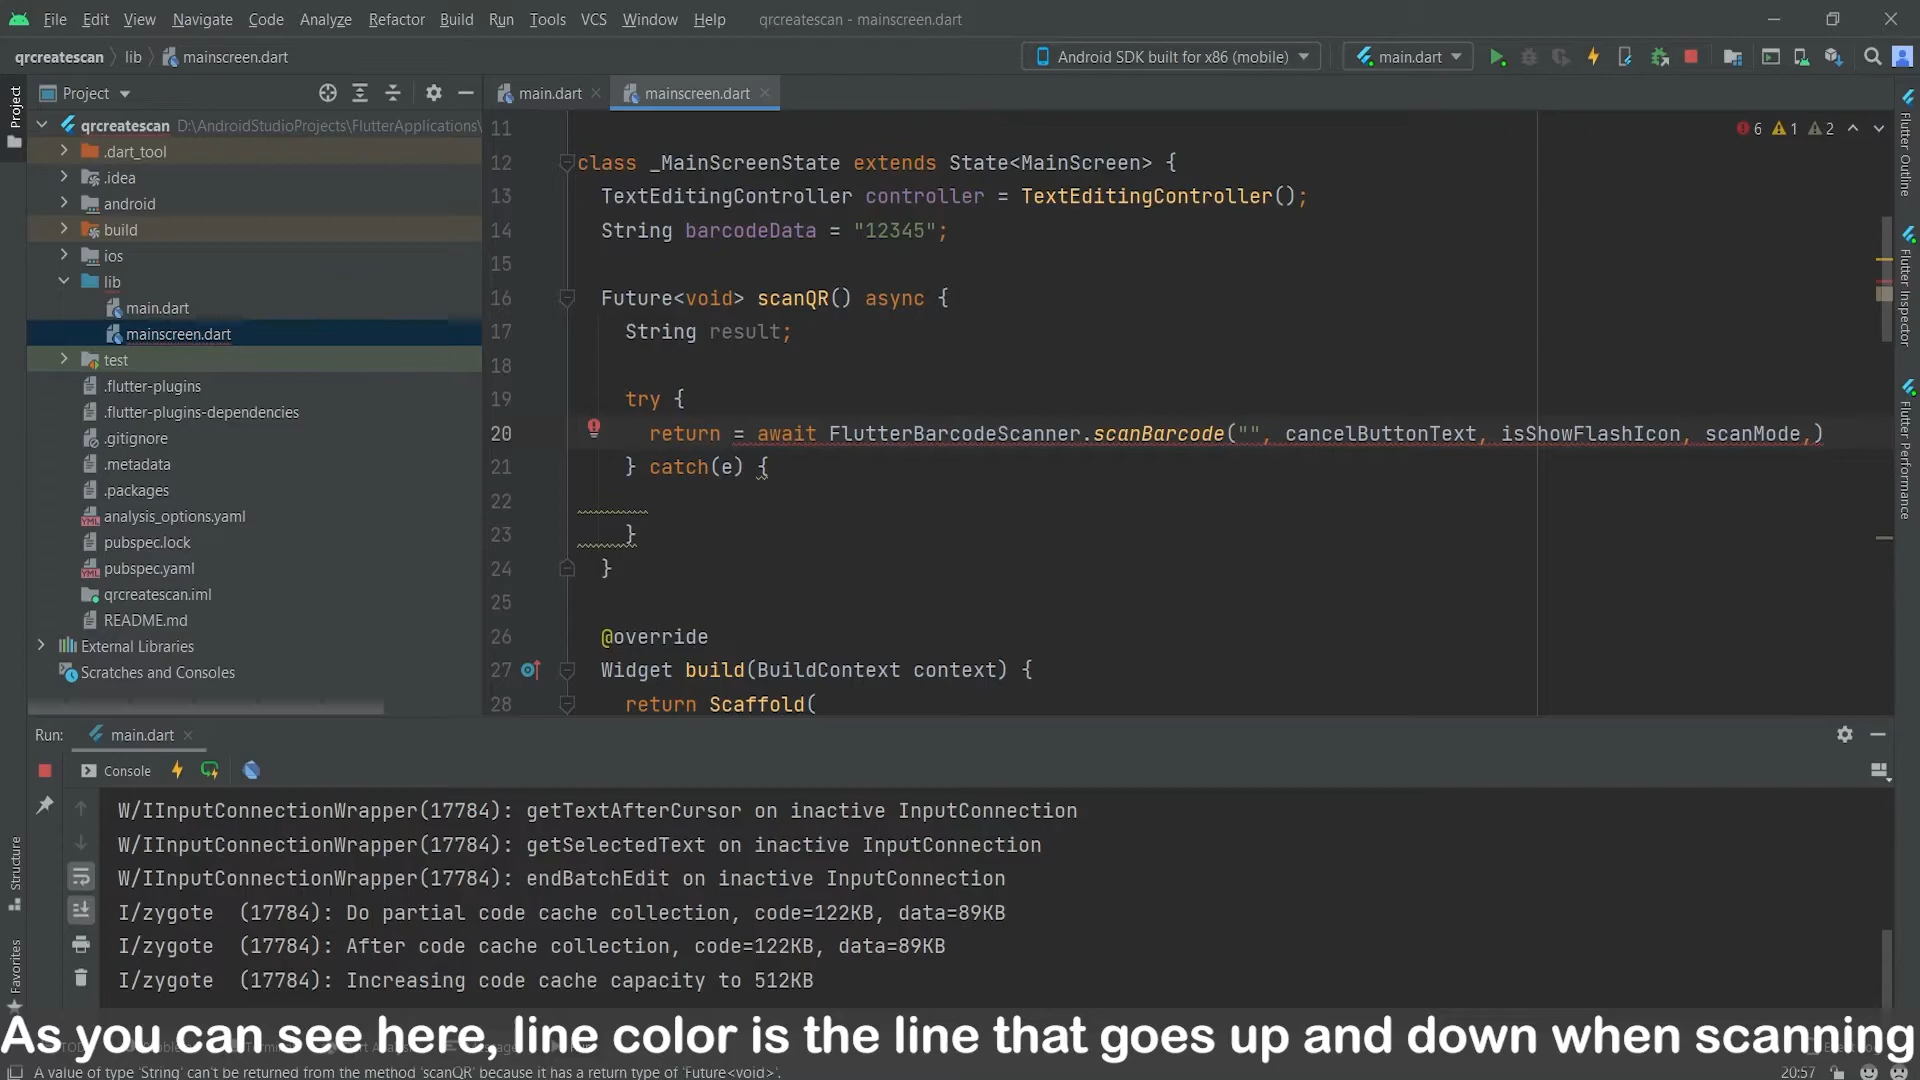 File Edit View Navigate Code Analyze Refactor Build Run Tools VCS Window Help qrcreatescan - mainscreen.dart
qrcreatescan lib mainscreen.dart Android SDK built for x86 (mobile) main.dart
Project
Project
main.dart
mainscreen.dart
qrcreatescan D:\AndroidStudioProjects\FlutterApplications\
.dart_tool
.idea
android
build
ios
lib
main.dart
mainscreen.dart
test
.flutter-plugins
.flutter-plugins-dependencies
.gitignore
.metadata
.packages
analysis_options.yaml
pubspec.lock
pubspec.yaml
qrcreatescan.iml
README.md
External Libraries
Scratches and Consoles
6 1 2
11
12 class _MainScreenState extends State<MainScreen> {
13 TextEditingController controller = TextEditingController();
14 String barcodeData = "12345";
15
16 Future<void> scanQR() async {
17 String result;
18
19 try {
20 return = await FlutterBarcodeScanner.scanBarcode("", cancelButtonText, isShowFlashIcon, scanMode,)
21 } catch(e) {
22
23 }
24 }
25
26 @override
27 Widget build(BuildContext context) {
28 return Scaffold(
Flutter Outline
Flutter Inspector
Flutter Performance
Run: main.dart
Console
W/IInputConnectionWrapper(17784): getTextAfterCursor on inactive InputConnection
W/IInputConnectionWrapper(17784): getSelectedText on inactive InputConnection
W/IInputConnectionWrapper(17784): endBatchEdit on inactive InputConnection
I/zygote (17784): Do partial code cache collection, code=122KB, data=89KB
I/zygote (17784): After code cache collection, code=122KB, data=89KB
I/zygote (17784): Increasing code cache capacity to 512KB
Structure
Favorites
As you can see here, line color is the line that goes up and down when scanning
A value of type 'String' can't be returned from the method 'scanQR' because it has a return type of 'Future<void>'. 20:57